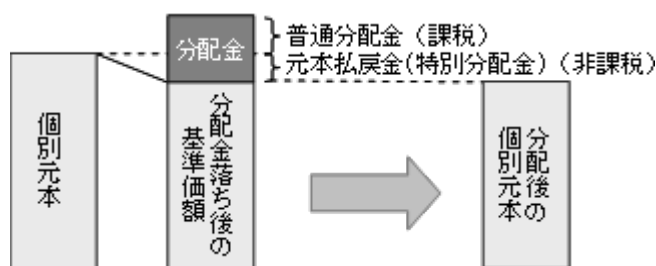 分配金
普通分配金（課税）
元本払戻金(特別分配金)（非課税）
個別元本
分配金落ち後の
基準価額
分配後の
個別元本